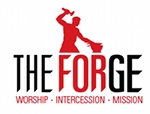 THE FORGE
WORSHIP • INTERCESSION • MISSION